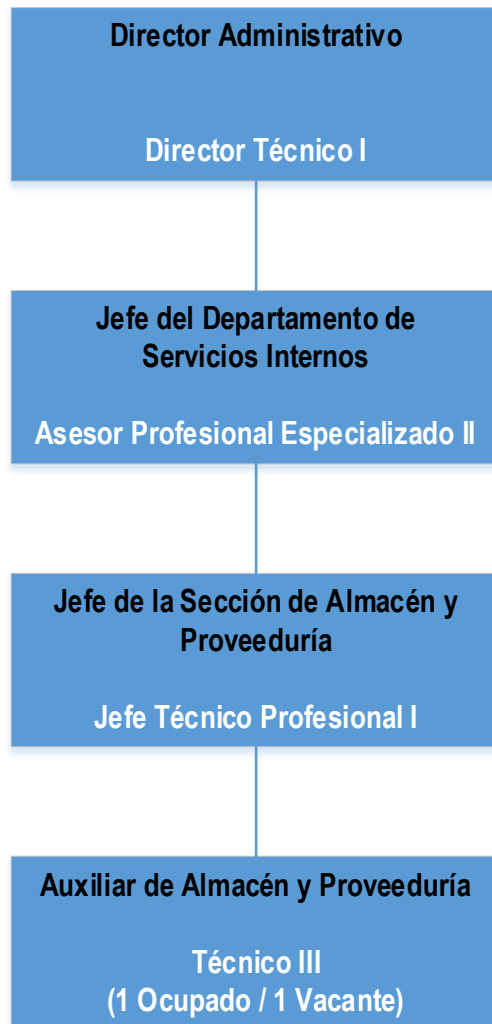 Director Administrativo
Director Técnico I
Jefe del Departamento de
Servicios Internos
Asesor Profesional Especializado II
Jefe de la Sección de Almacén y
Proveeduría
Jefe Técnico Profesional I
Auxiliar de Almacén y Proveeduría
Técnico III
(1 Ocupado / 1 Vacante)